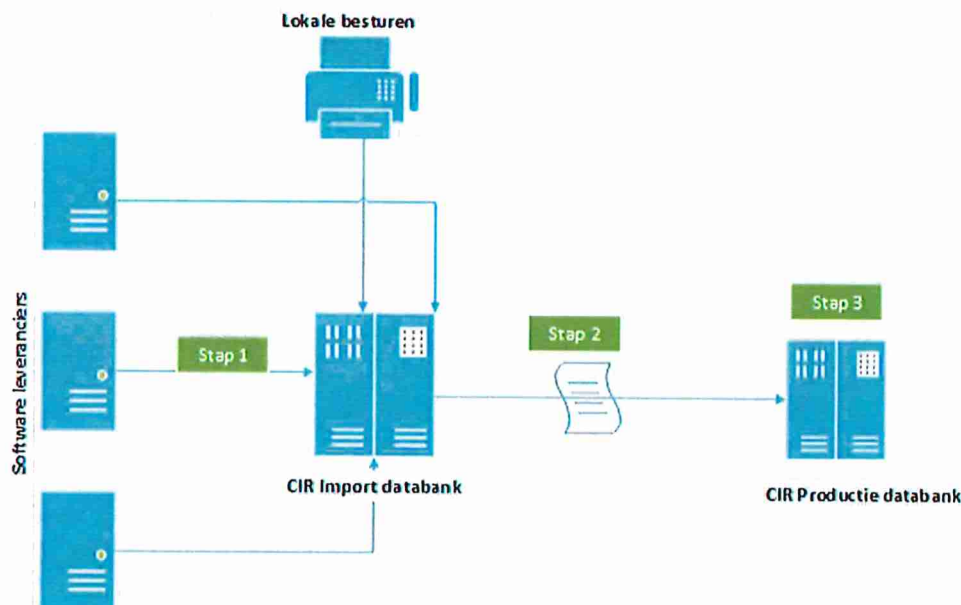 Lokale besturen
Software leveranciers
Stap 1
Stap 2
Stap 3
CIR Import databank
CIR Productie databank